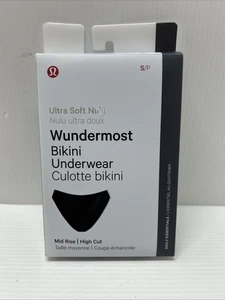 S/P
Ultra Soft Nulu
Nulu ultra doux
Wundermost
Bikini
Underwear
Culotte bikini
Mid Rise | High Cut
Taille moyenne | Coupe échancrée